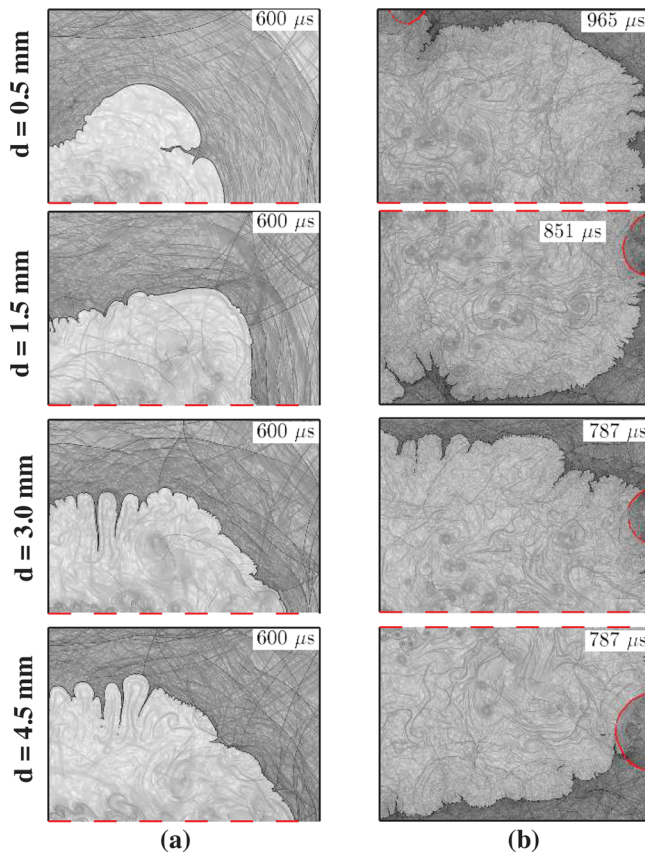 d = 0.5 mm
600 μs
965 μs
d = 1.5 mm
600 μs
851 μs
d = 3.0 mm
600 μs
787 μs
d = 4.5 mm
600 μs
787 μs
(a)
(b)